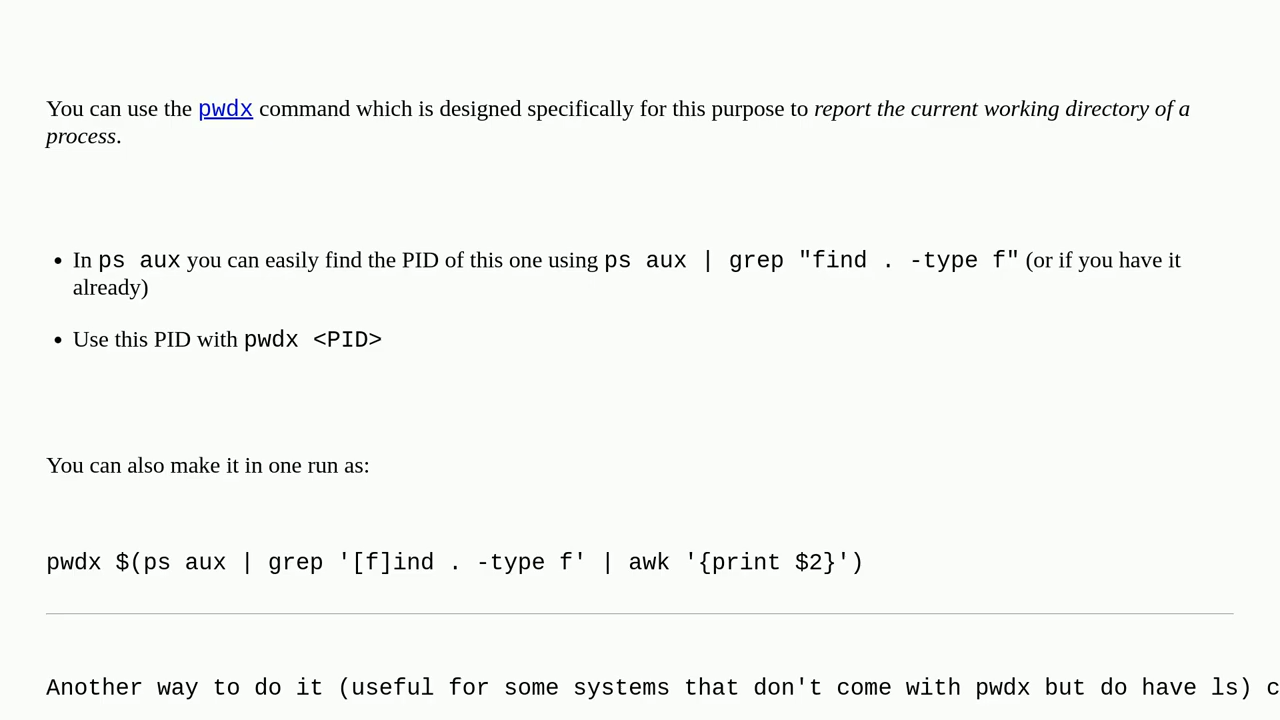 You can use the pwdx command which is designed specifically for this purpose to report the current working directory of a
process.
• In ps aux you can easily find the PID of this one using ps aux | grep "find . -type f" (or if you have it
already)
• Use this PID with pwdx <PID>
You can also make it in one run as:
pwdx $(ps aux | grep '[f]ind . -type f' | awk '{print $2}')
Another way to do it (useful for some systems that don't come with pwdx but do have ls) c